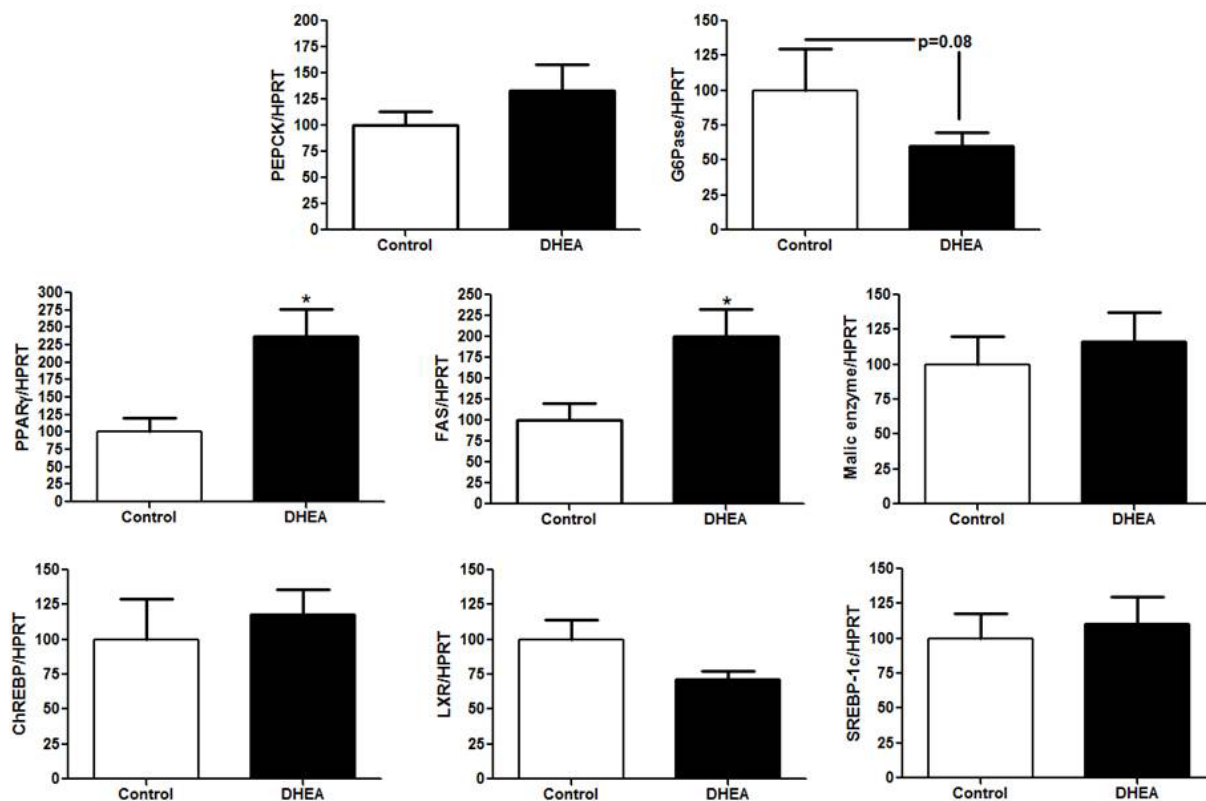 PEPCK/HPRT
200
175
150
125
100
75
50
25
0
Control
DHEA
G6Pase/HPRT
150
125
100
75
50
25
0
p=0.08
Control
DHEA
PPARγ/HPRT
300
275
250
225
200
175
150
125
100
75
50
25
0
*
Control
DHEA
FAS/HPRT
250
225
200
175
150
125
100
75
50
25
0
*
Control
DHEA
Malic enzyme/HPRT
150
125
100
75
50
25
0
Control
DHEA
ChREBP/HPRT
150
125
100
75
50
25
0
Control
DHEA
LXR/HPRT
150
125
100
75
50
25
0
Control
DHEA
SREBP-1c/HPRT
150
125
100
75
50
25
0
Control
DHEA